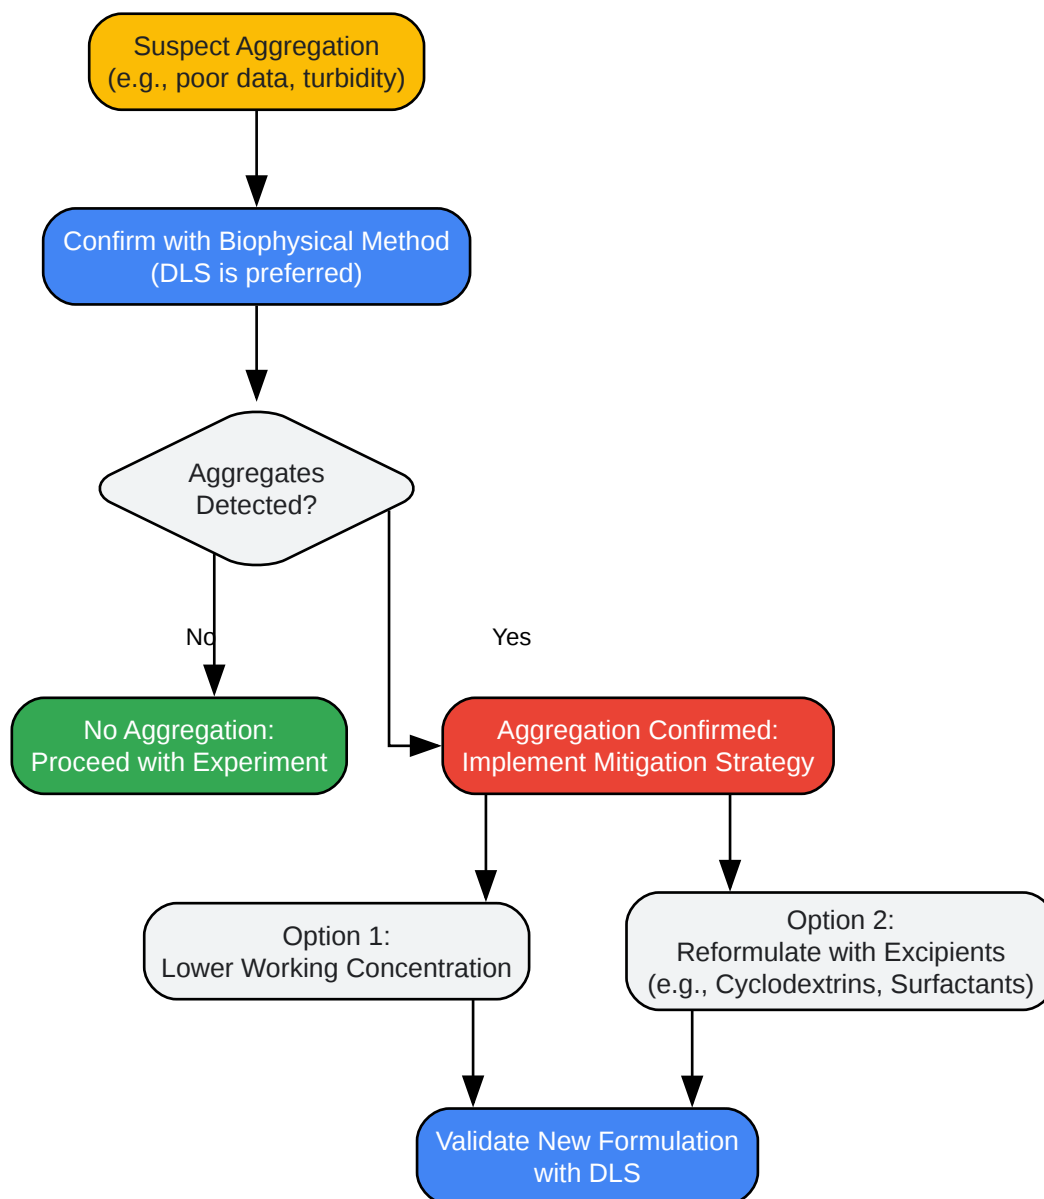 Suspect Aggregation
(e.g., poor data, turbidity)
Confirm with Biophysical Method
(DLS is preferred)
Aggregates
Detected?
No
Yes
No Aggregation:
Proceed with Experiment
Aggregation Confirmed:
Implement Mitigation Strategy
Option 1:
Lower Working Concentration
Option 2:
Reformulate with Excipients
(e.g., Cyclodextrins, Surfactants)
Validate New Formulation
with DLS